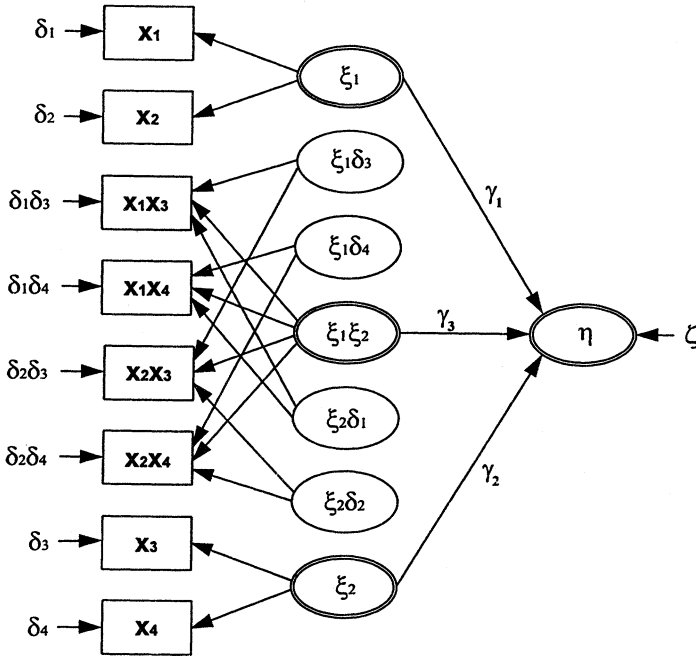 δ1
x1
ξ1
δ2
x2
ξ1δ3
δ1δ3
x1x3
γ1
ξ1δ4
δ1δ4
x1x4
ξ1ξ2
γ3
η
ζ
δ2δ3
x2x3
ξ2δ1
δ2δ4
x2x4
γ2
ξ2δ2
δ3
x3
ξ2
δ4
x4